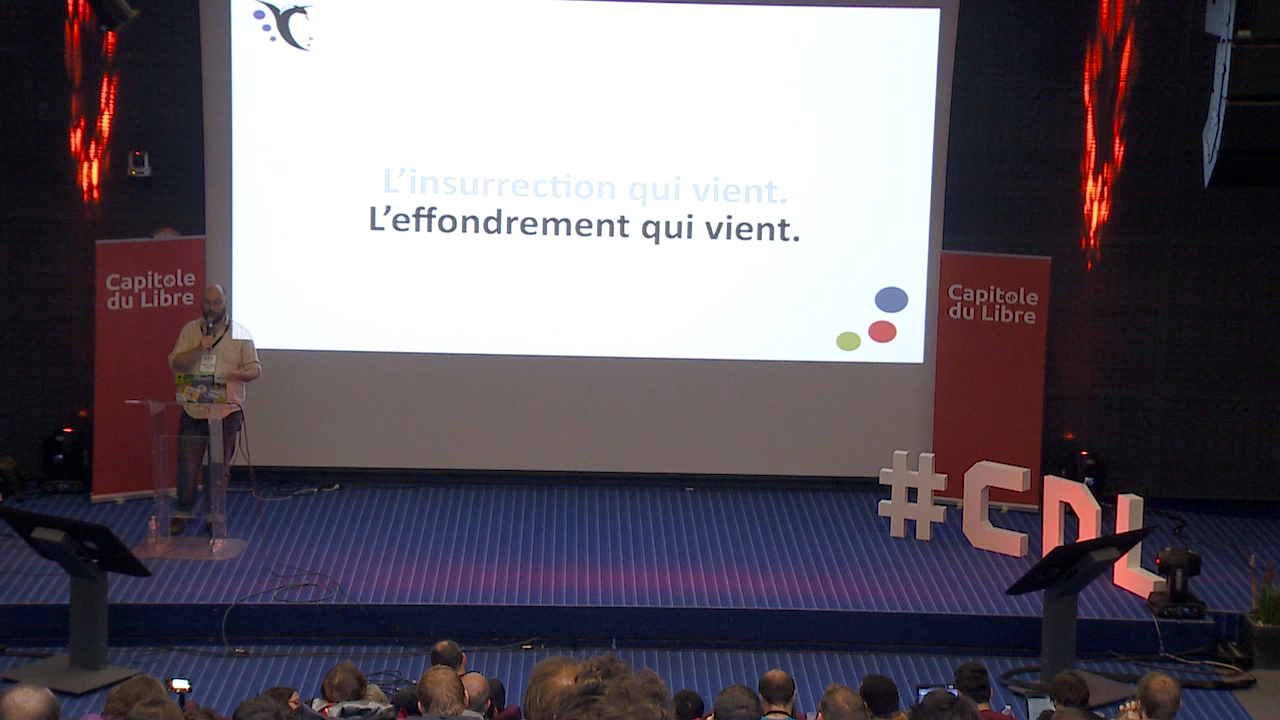 L'insurrection qui vient.
L'effondrement qui vient.
Capitole
du Libre
Capitole
du Libre
#CDL